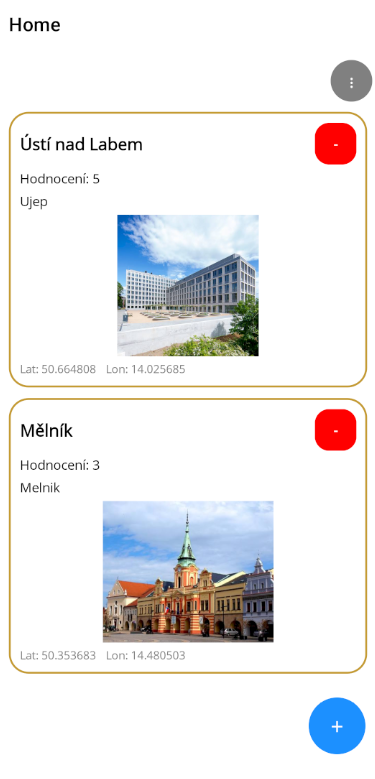 Home
Ústí nad Labem
-
Hodnocení: 5
Ujep
Lat: 50.664808 Lon: 14.025685
Mělník
-
Hodnocení: 3
Melnik
Lat: 50.353683 Lon: 14.480503
+